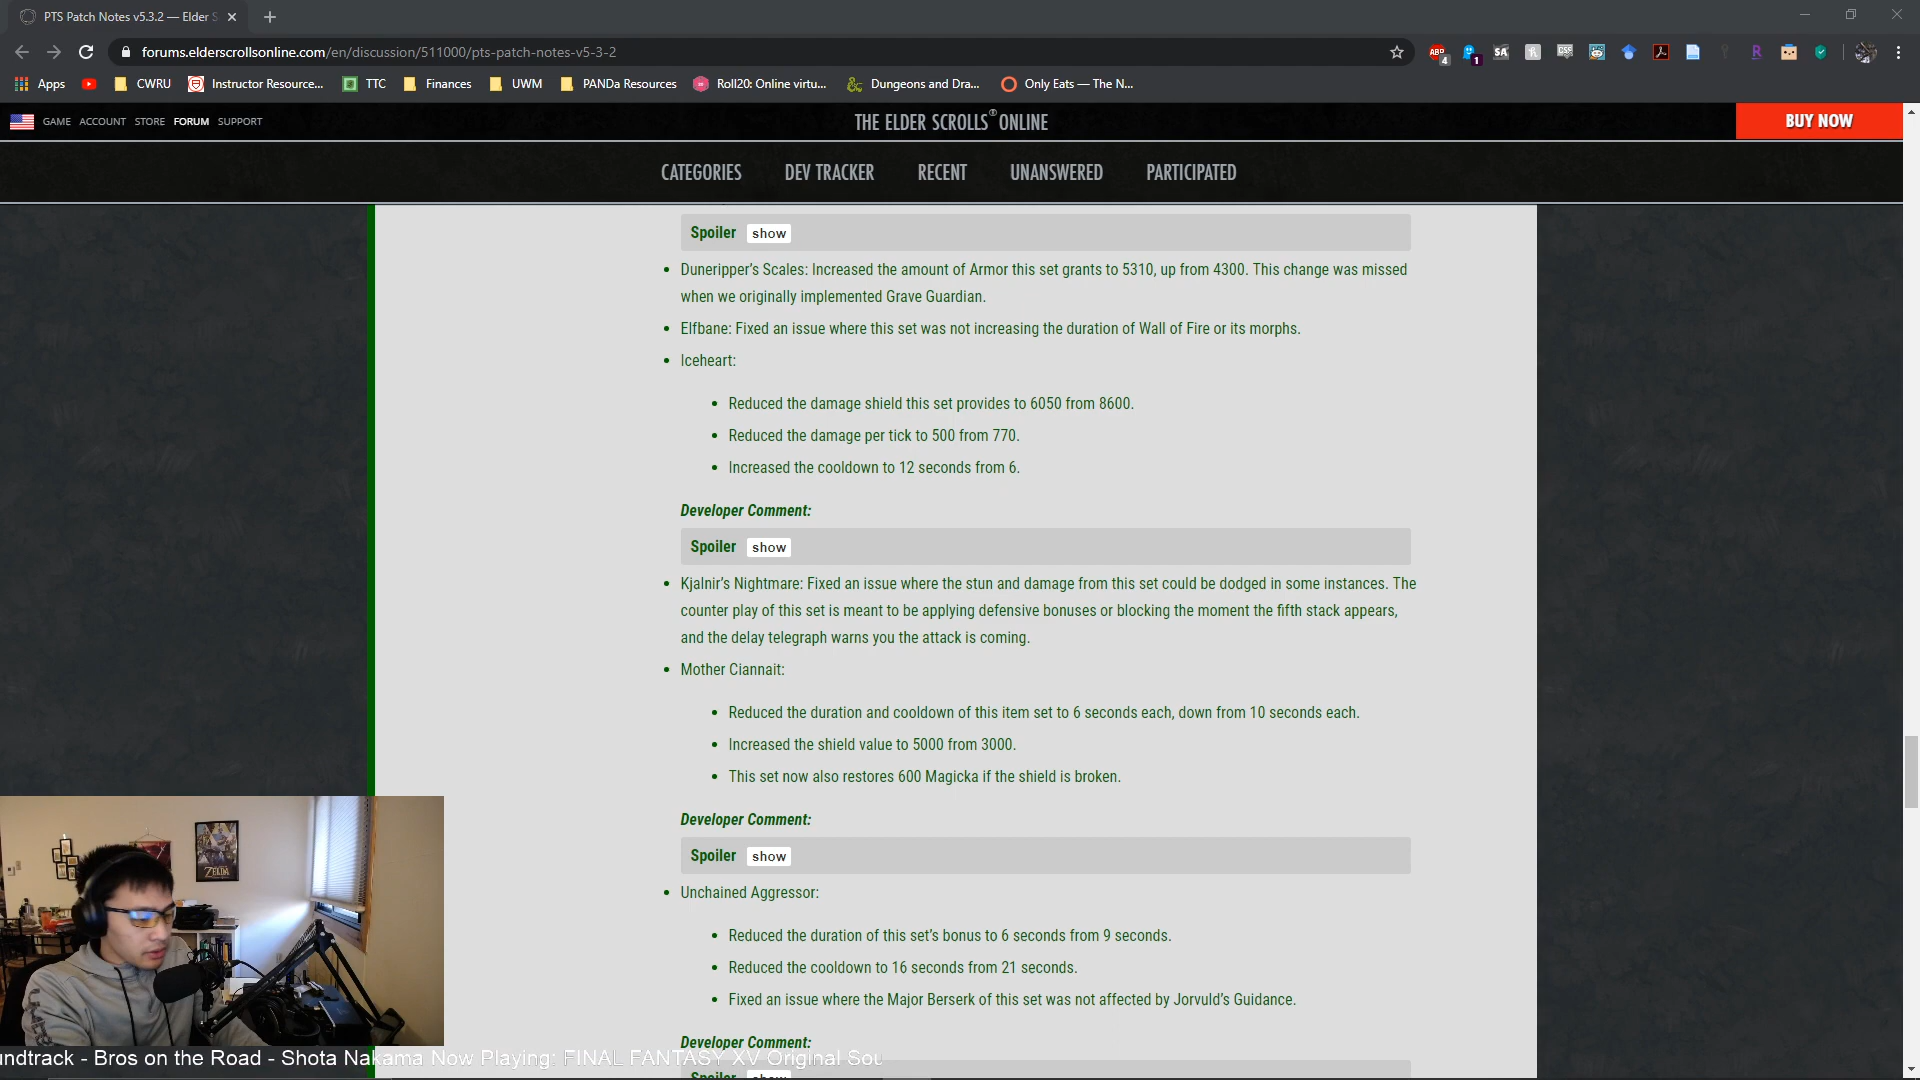 PTS Patch Notes v5.3.2 — Elder S
forums.elderscrollsonline.com/en/discussion/511000/pts-patch-notes-v5-3-2
ABP
4
1
SA
CSF
R
Apps
CWRU
Instructor Resource...
TTC
Finances
UWM
PANDa Resources
Roll20: Online virtu...
Dungeons and Dra...
Only Eats — The N...
GAME ACCOUNT STORE FORUM SUPPORT
THE ELDER SCROLLS® ONLINE
BUY NOW
CATEGORIES DEV TRACKER RECENT UNANSWERED PARTICIPATED
Spoiler show
• Duneripper's Scales: Increased the amount of Armor this set grants to 5310, up from 4300. This change was missed
when we originally implemented Grave Guardian.
• Elfbane: Fixed an issue where this set was not increasing the duration of Wall of Fire or its morphs.
• Iceheart:
• Reduced the damage shield this set provides to 6050 from 8600.
• Reduced the damage per tick to 500 from 770.
• Increased the cooldown to 12 seconds from 6.
Developer Comment:
Spoiler show
• Kjalnir's Nightmare: Fixed an issue where the stun and damage from this set could be dodged in some instances. The
counter play of this set is meant to be applying defensive bonuses or blocking the moment the fifth stack appears,
and the delay telegraph warns you the attack is coming.
• Mother Ciannait:
• Reduced the duration and cooldown of this item set to 6 seconds each, down from 10 seconds each.
• Increased the shield value to 5000 from 3000.
• This set now also restores 600 Magicka if the shield is broken.
Developer Comment:
Spoiler show
• Unchained Aggressor:
• Reduced the duration of this set's bonus to 6 seconds from 9 seconds.
• Reduced the cooldown to 16 seconds from 21 seconds.
• Fixed an issue where the Major Berserk of this set was not affected by Jorvuld's Guidance.
Developer Comment:
Spoiler show
ZELDA
undtrack - Bros on the Road - Shota Nakama Now Playing: FINAL FANTASY XV Original Sou